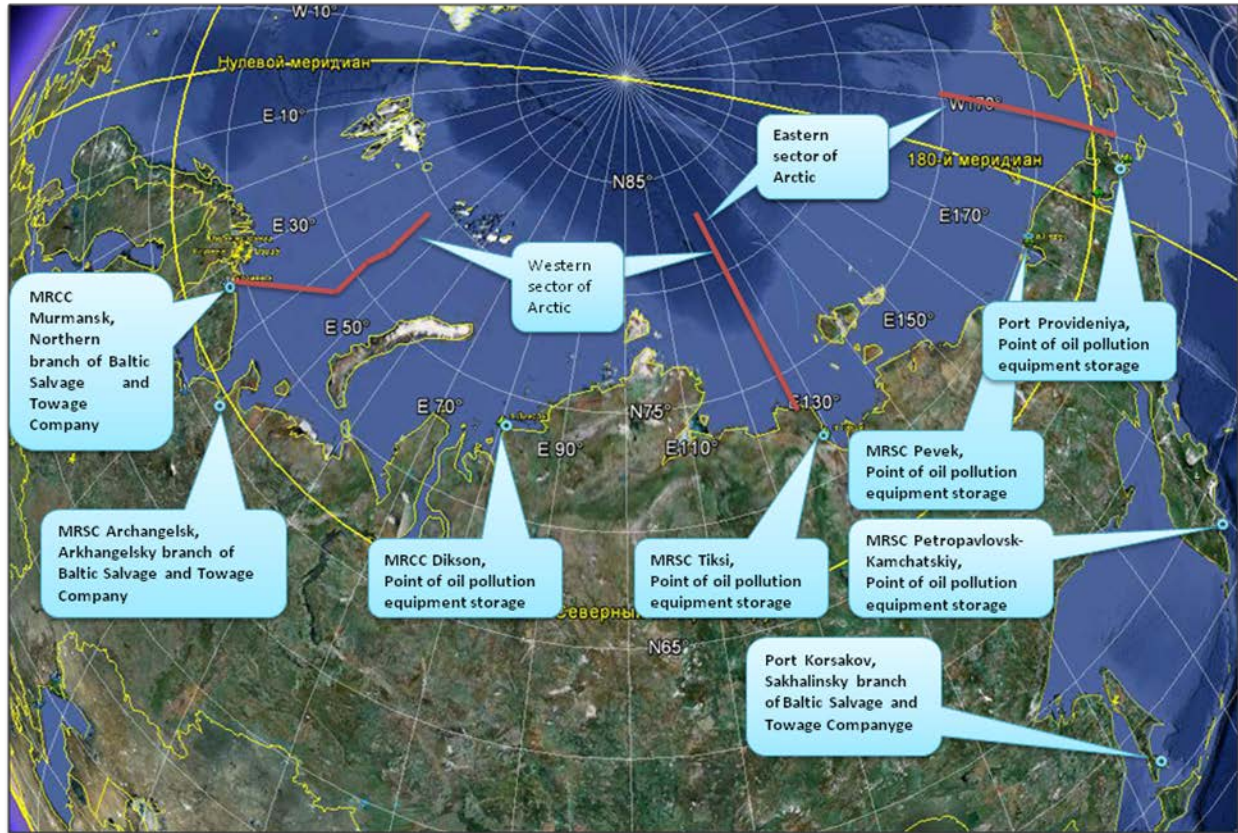 W 10°
Нулевой меридиан
E 10°
E 30°
N85°
Eastern
sector of
Arctic
W170°
180-й меридиан
E170°
Western
sector of
Arctic
MRCC
Murmansk,
Northern
branch of Baltic
Salvage and
Towage
Company
E 50°
E150°
Port Provideniya,
Point of oil pollution
equipment storage
E 70°
E 90°
N75°
E110°
E130°
MRSC Pevek,
Point of oil pollution
equipment storage
MRSC Archangelsk,
Arkhangelsky branch of
Baltic Salvage and Towage
Company
MRCC Dikson,
Point of oil pollution
equipment storage
MRSC Tiksi,
Point of oil pollution
equipment storage
MRSC Petropavlovsk-
Kamchatskiy,
Point of oil pollution
equipment storage
Северный
N65°
Port Korsakov,
Sakhalinsky branch
of Baltic Salvage and
Towage Companyge